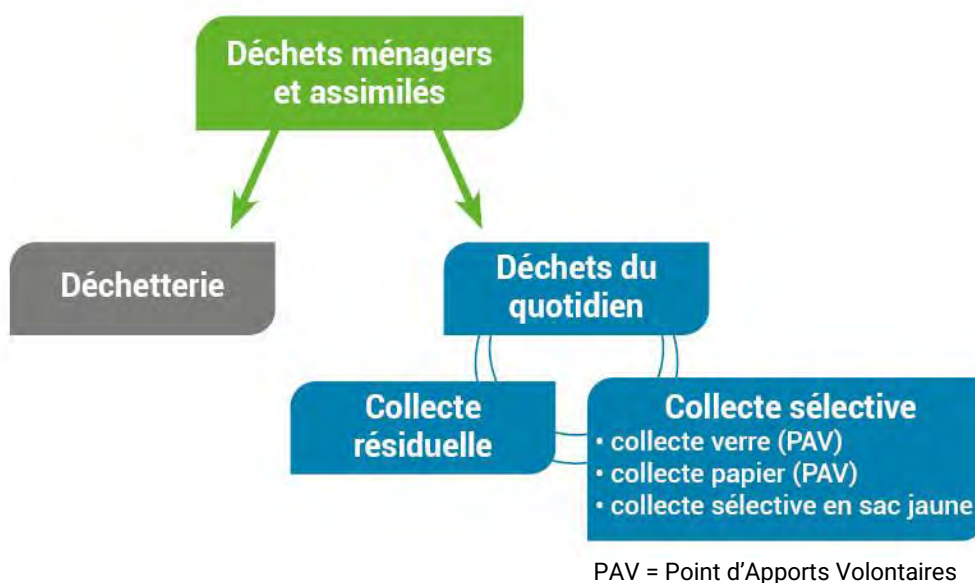 Déchets ménagers
et assimilés
Déchetterie
Déchets du
quotidien
Collecte
résiduelle
Collecte sélective
• collecte verre (PAV)
• collecte papier (PAV)
• collecte sélective en sac jaune
PAV = Point d'Apports Volontaires